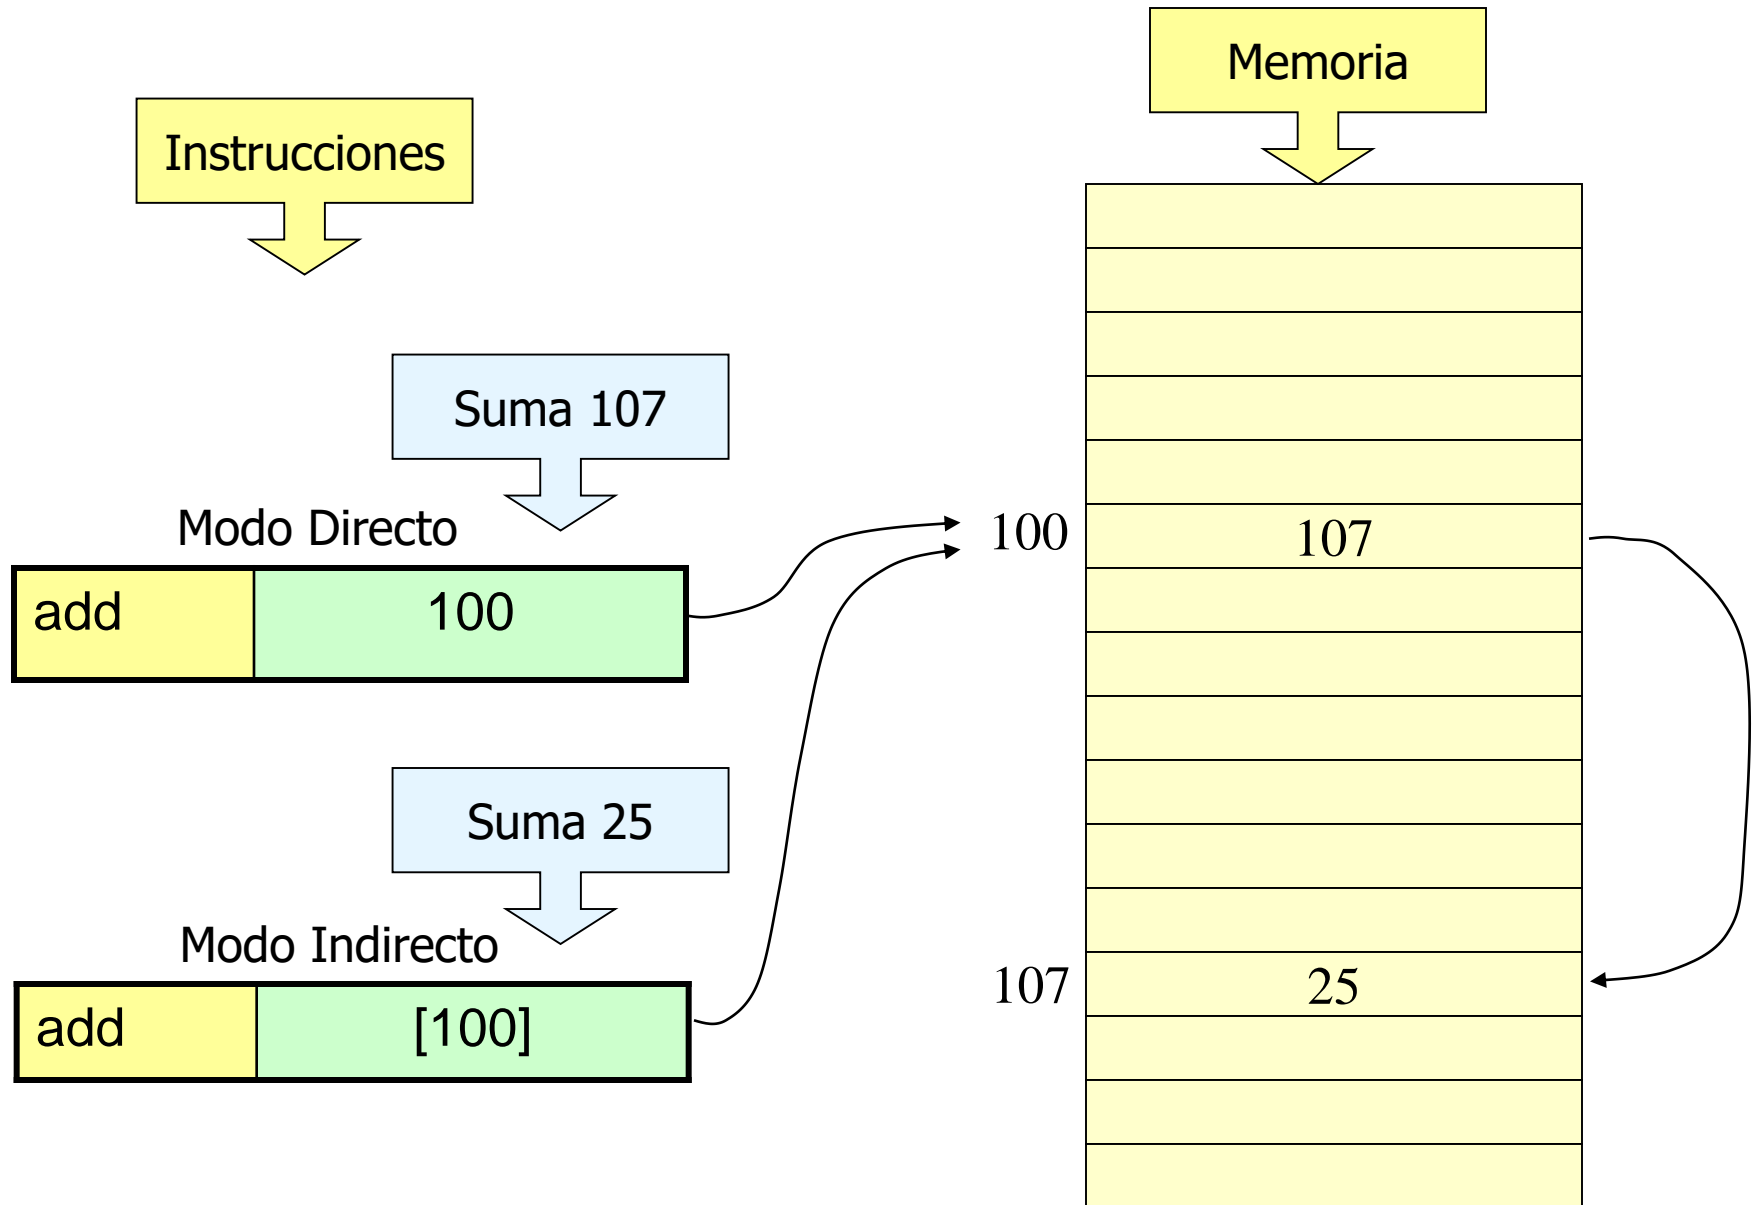 Memoria
Instrucciones
Suma 107
Modo Directo
100 107
add 100
Suma 25
Modo Indirecto
107 25
add [100]